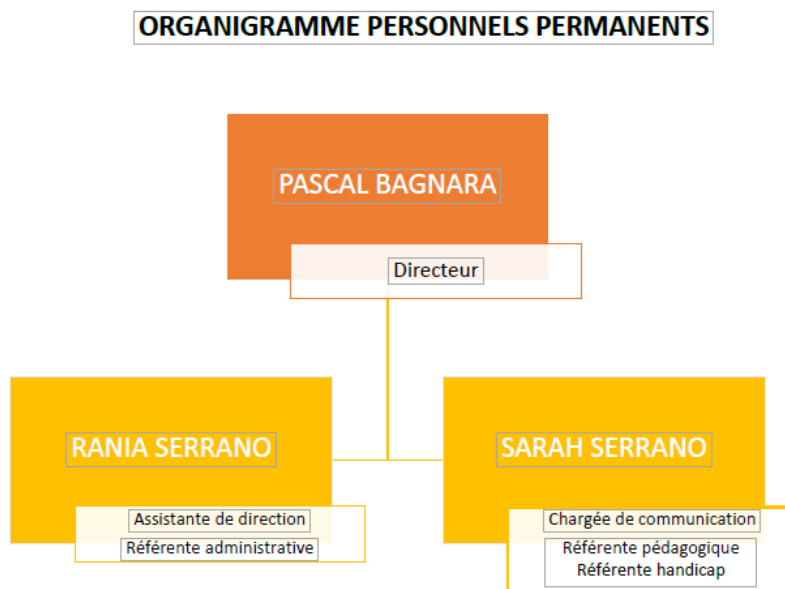 ORGANIGRAMME PERSONNELS PERMANENTS
PASCAL BAGNARA
Directeur
RANIA SERRANO
Assistante de direction
Référente administrative
SARAH SERRANO
Chargée de communication
Référente pédagogique
Référente handicap